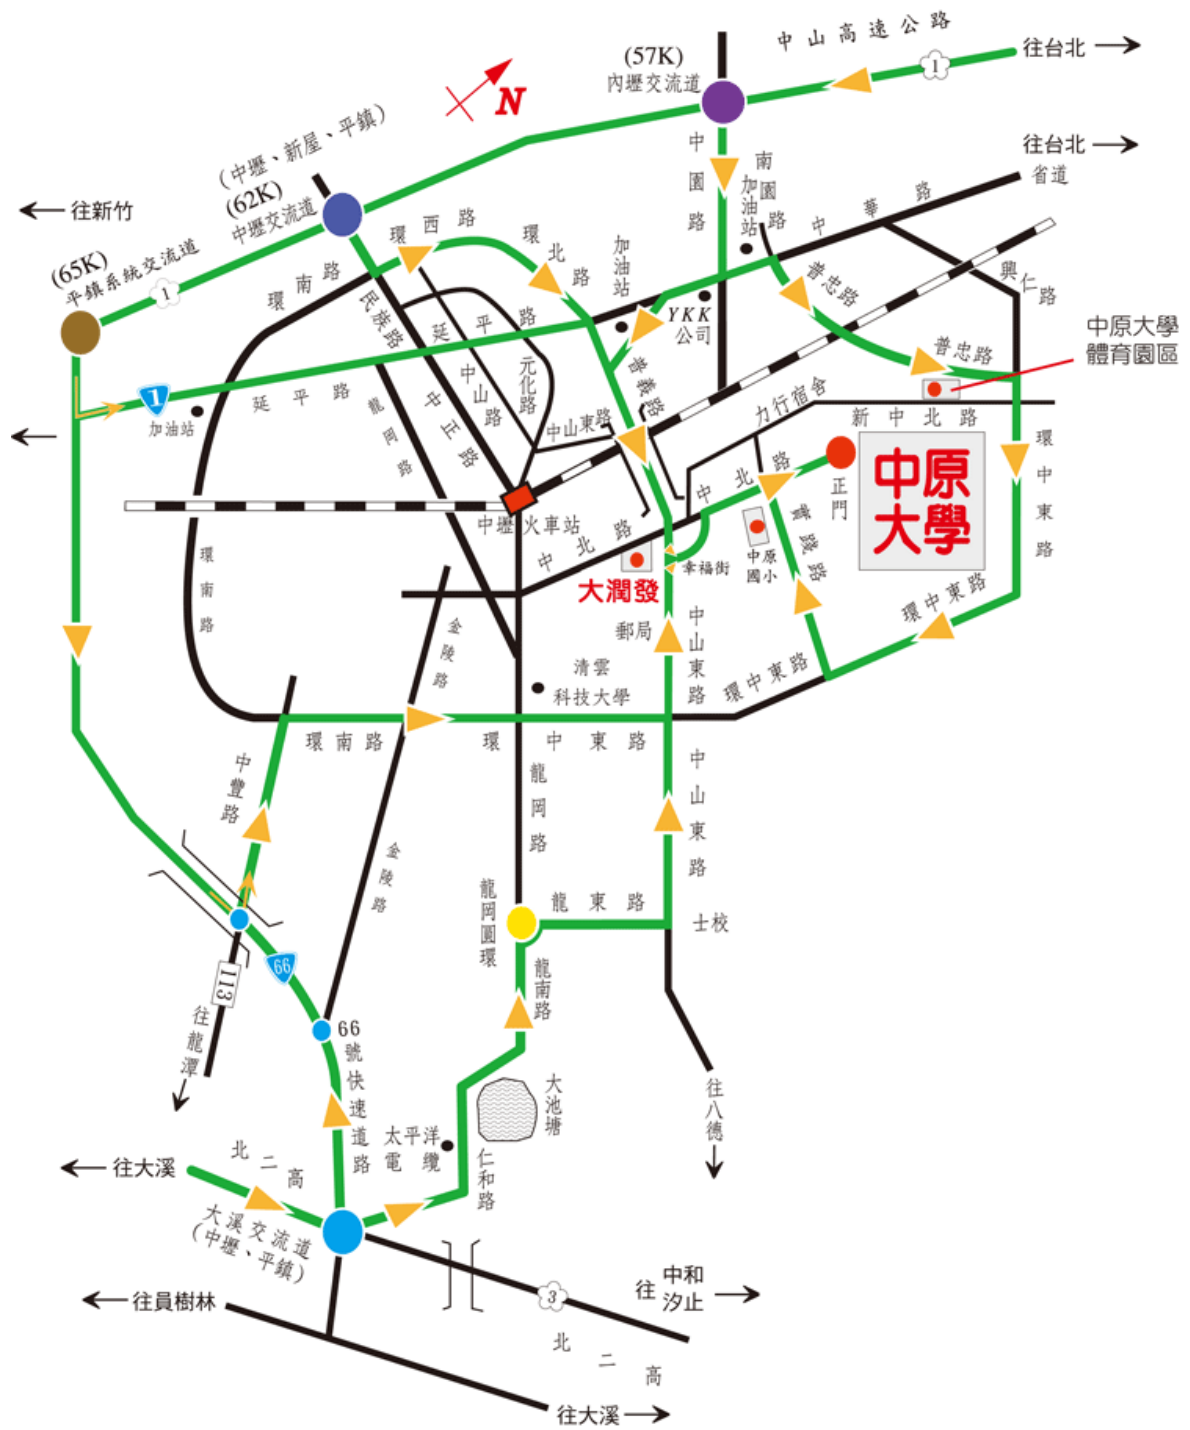 中山高速公路
1
往台北
(57K)
內壢交流道
往台北
省道
N
(中壢、新屋、平鎮)
(62K)
中壢交流道
往新竹
(65K)
平鎮系統交流道
1
中園路
南園路
加油站
中華路
環西路
環北路
加油站
環南路
民族路
延平路
YKK
公司
普忠路
興仁路
中原大學
體育園區
普忠路
1
加油站
延平路
龍岡路
中正路
中山路
元化路
中山東路
普義路
力行宿舍
新中北路
中原
大學
正門
環中東路
中北路
中壢火車站
中北路
大潤發
幸福街
中原
國小
實踐路
環中東路
環南路
金陵路
郵局
中山東路
清雲
科技大學
環中東路
環南路
環中東路
中豐路
龍岡路
中山東路
金陵路
龍岡圓環
龍東路
士校
66
113
往龍潭
66
號快速道路
龍南路
大池塘
往八德
太平洋
電纜
仁和路
往大溪
北二高
大溪交流道
(中壢、平鎮)
往員樹林
3
往
中和
汐止
北二高
往大溪